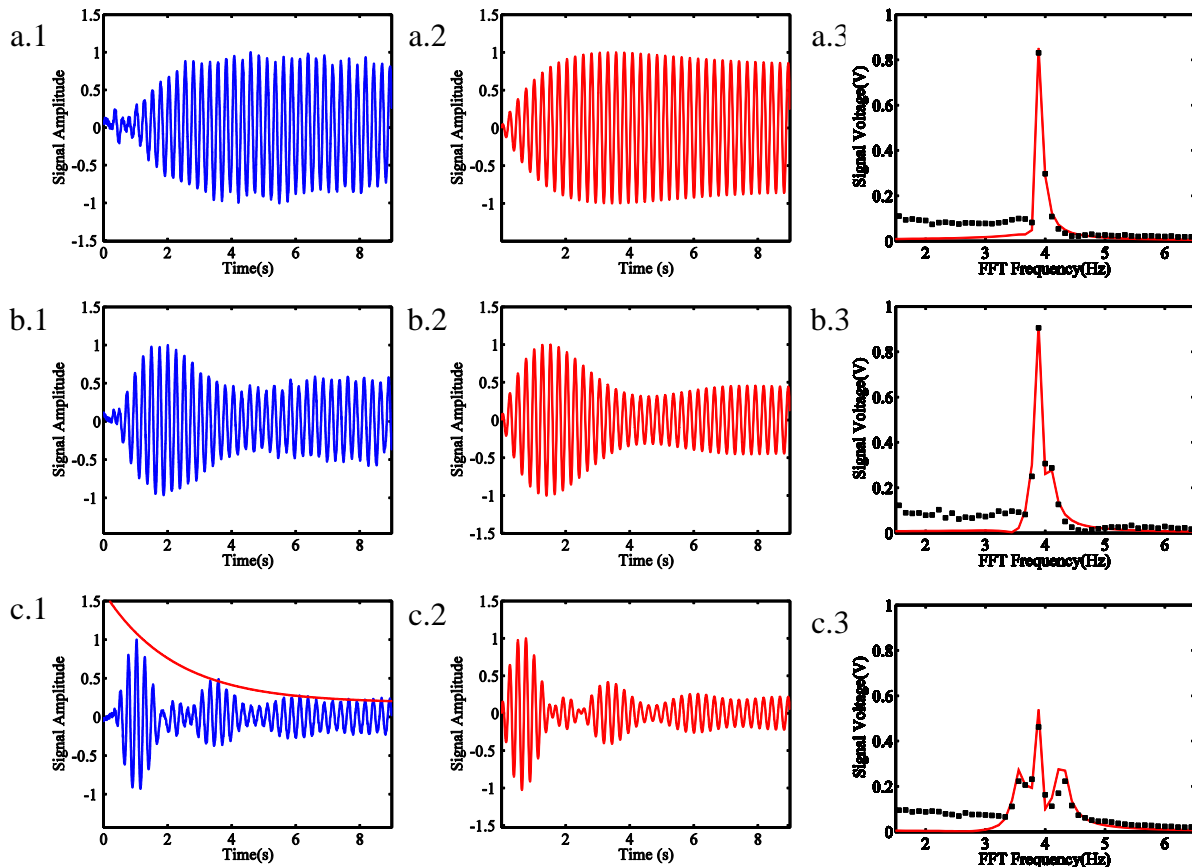 a.1
1.5
1
0.5
0
-0.5
-1
-1.5
Signal Amplitude
0 2 4 6 8
Time(s)
a.2
1.5
1
0.5
0
-0.5
-1
-1.5
Signal Amplitude
2 4 6 8
Time (s)
a.3
1
0.8
0.6
0.4
0.2
0
Signal Voltage(V)
2 3 4 5 6
FFT Frequency(Hz)
b.1
1.5
1
0.5
0
-0.5
-1
Signal Amplitude
0 2 4 6 8
Time(s)
b.2
1.5
1
0.5
0
-0.5
-1
-1.5
Signal Amplitude
2 4 6 8
Time (s)
b.3
1
0.8
0.6
0.4
0.2
0
Signal Voltage(V)
2 3 4 5 6
FFT Frequency(Hz)
c.1
1.5
1
0.5
0
-0.5
-1
Signal Amplitude
0 2 4 6 8
Time(s)
c.2
1.5
1
0.5
0
-0.5
-1
-1.5
Signal Amplitude
2 4 6 8
Time(s)
c.3
1
0.8
0.6
0.4
0.2
0
Signal Voltage(V)
2 3 4 5 6
FFT Frequency(Hz)